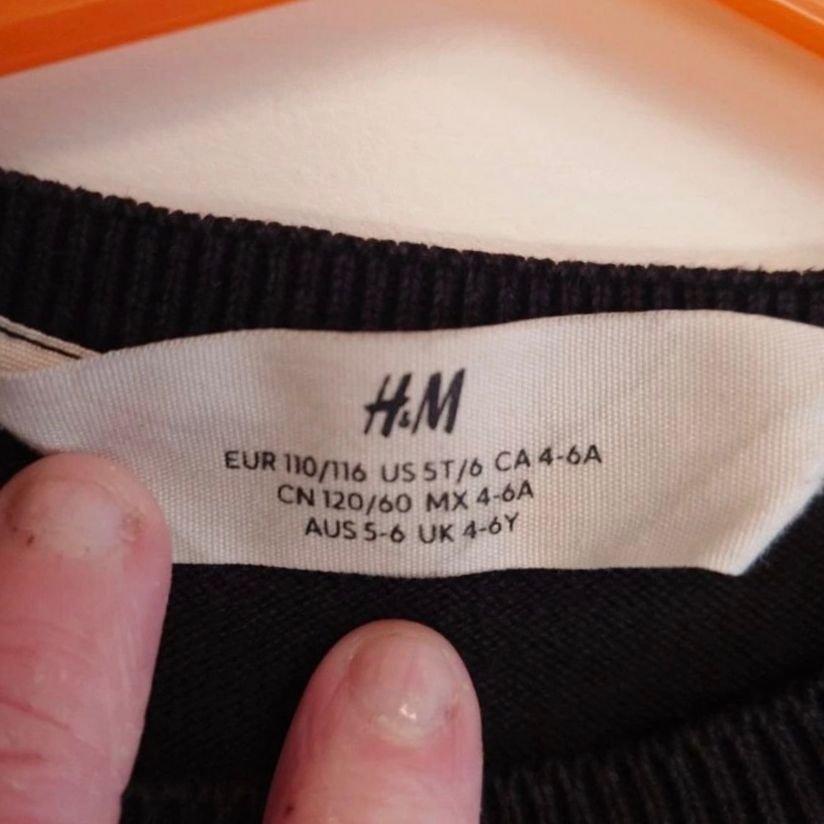 H&M
EUR 110/116 US 5T/6 CA 4-6A
CN 120/60 MX 4-6A
AUS 5-6 UK 4-6Y